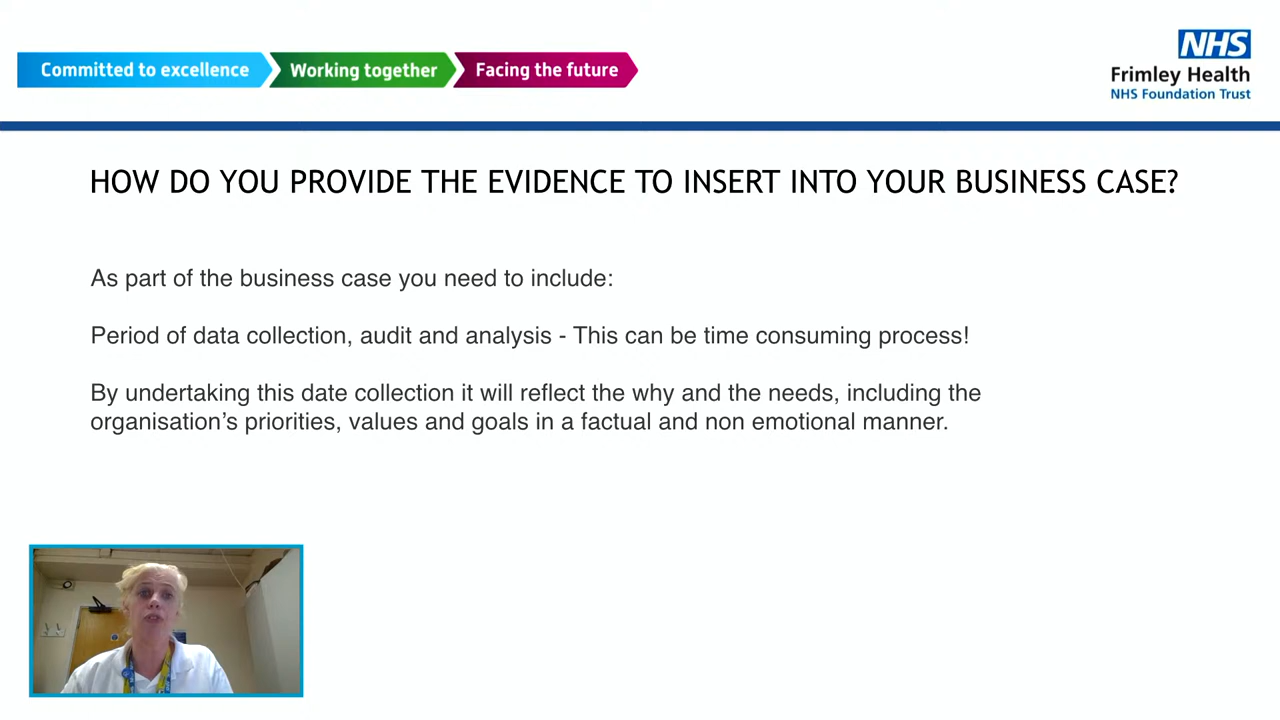 Committed to excellence
Working together
Facing the future
NHS
Frimley Health
NHS Foundation Trust
HOW DO YOU PROVIDE THE EVIDENCE TO INSERT INTO YOUR BUSINESS CASE?
As part of the business case you need to include:
Period of data collection, audit and analysis - This can be time consuming process!
By undertaking this date collection it will reflect the why and the needs, including the
organisation's priorities, values and goals in a factual and non emotional manner.